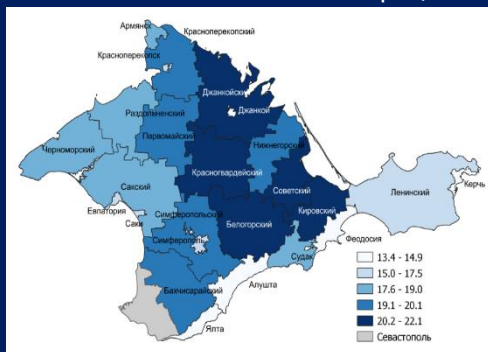 Армянск
Красноперекопский
Красноперекопск
Джанкойский
Джанкой
Раздольненский
Первомайский
Нижнегорский
Черноморский
Красногвардейский
Сакский
Советский
Ленинский
Керчь
Евпатория
Симферопольский
Кировский
Саки
Белогорский
Симферополь
Феодосия
Судак
Бахчисарайский
Алушта
Ялта
13.4 - 14.9
15.0 - 17.5
17.6 - 19.0
19.1 - 20.1
20.2 - 22.1
Севастополь